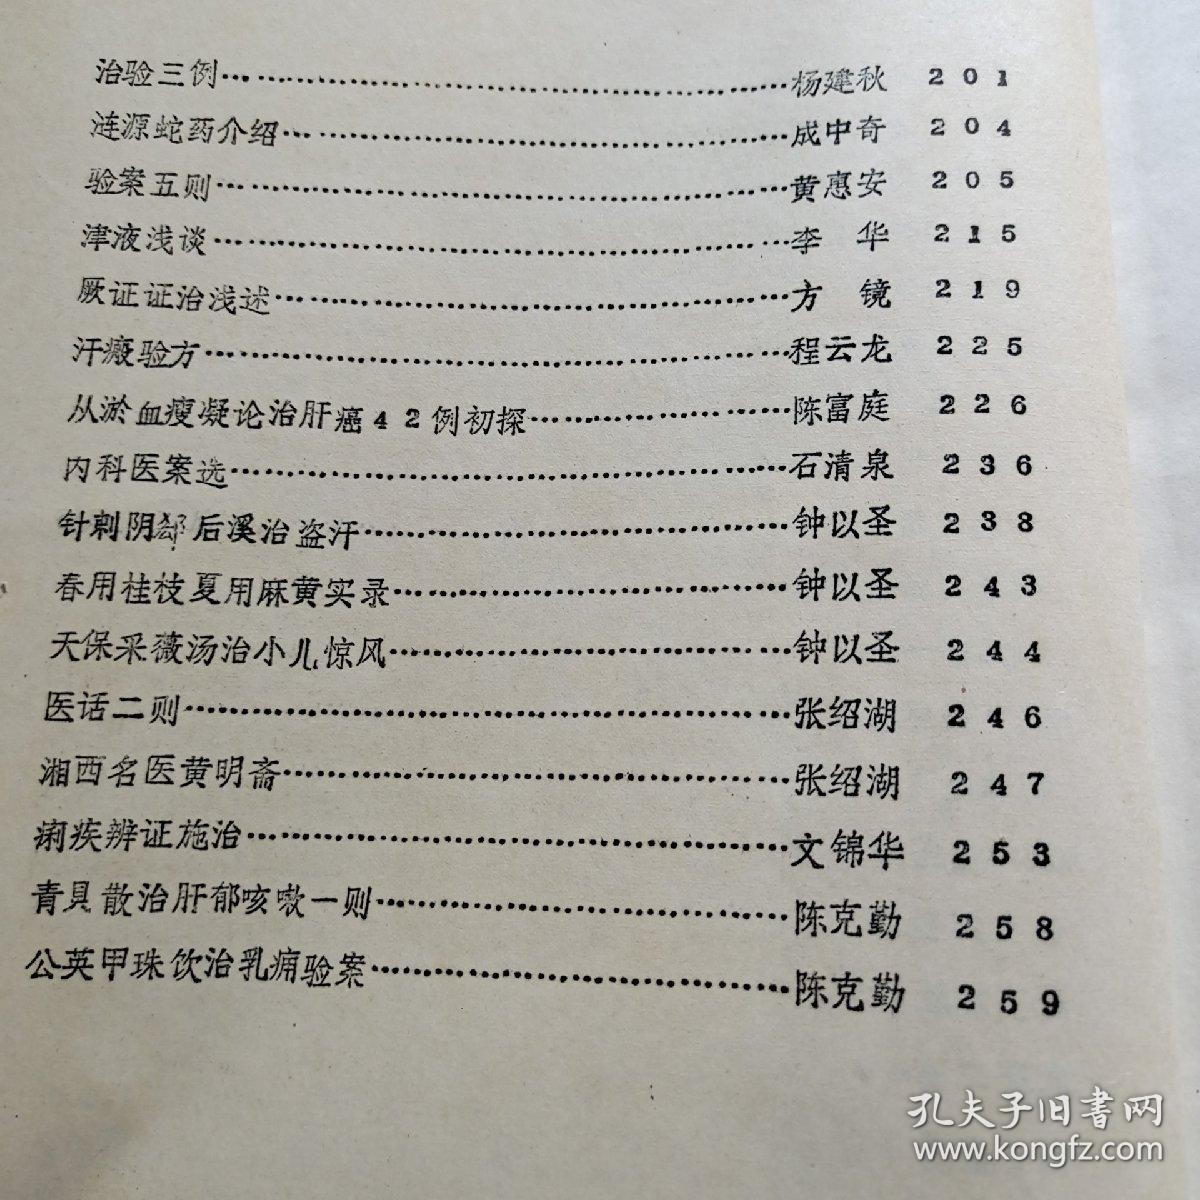 治验三例……………………………………杨建秋 201
涟源蛇药介绍……………………………………成中奇 204
验案五则……………………………………黄惠安 205
津液浅谈……………………………………李 华 215
厥证证治浅述……………………………………方 镜 219
汗癍验方……………………………………程云龙 225
从淤血瘦凝论治肝癌42例初探……………………陈富庭 226
内科医案选……………………………………石清泉 236
针刺阴郄后溪治盗汗……………………………钟以圣 238
春用桂枝夏用麻黄实录……………………………钟以圣 243
天保采薇汤治小儿惊风……………………………钟以圣 244
医话二则……………………………………张绍湖 246
湘西名医黄明斋……………………………………张绍湖 247
痢疾辨证施治……………………………………文锦华 253
青貝散治肝郁咳嗽一则……………………………陈克勤 258
公英甲珠饮治乳痈验案……………………………陈克勤 259
孔夫子旧书网
www.kongfz.com